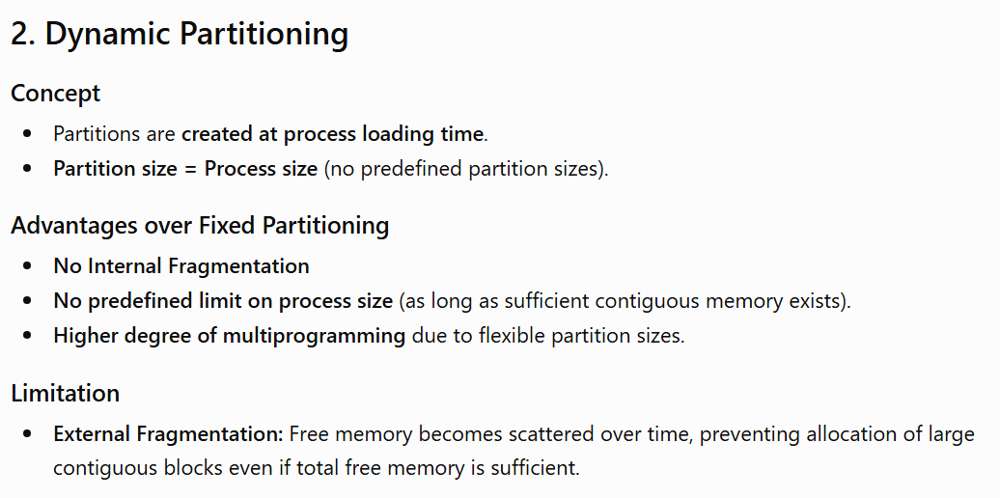 2. Dynamic Partitioning
Concept
• Partitions are created at process loading time.
• Partition size = Process size (no predefined partition sizes).
Advantages over Fixed Partitioning
• No Internal Fragmentation
• No predefined limit on process size (as long as sufficient contiguous memory exists).
• Higher degree of multiprogramming due to flexible partition sizes.
Limitation
• External Fragmentation: Free memory becomes scattered over time, preventing allocation of large
contiguous blocks even if total free memory is sufficient.